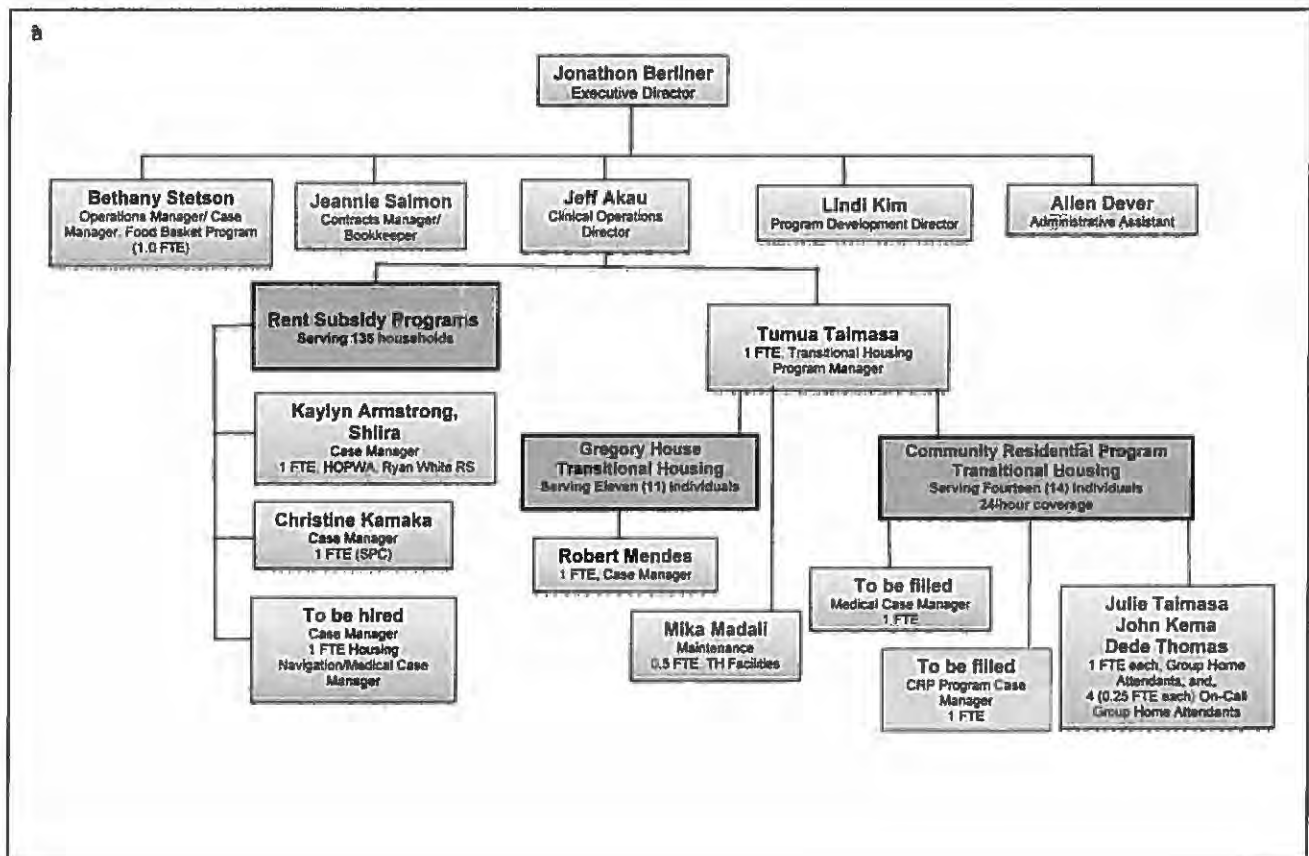 a
Jonathon Berliner
Executive Director
Bethany Stetson
Operations Manager/ Case
Manager, Food Basket Program
(1.0 FTE)
Jeannie Salmon
Contracts Manager/
Bookkeeper
Jeff Akau
Clinical Operations
Director
Lindi Kim
Program Development Director
Allen Dever
Administrative Assistant
Rent Subsidy Programs
Serving 135 households
Tumua Taimasa
1 FTE, Transitional Housing
Program Manager
Kaylyn Armstrong,
Case Manager
1 FTE, HOPWA, Ryan White RS
Gregory House
Transitional Housing
Serving Eleven (11) Individuals
Community Residential Program
Transitional Housing
Serving Fourteen (14) Individuals
24-hour coverage
Christine Kamaka
Case Manager
1 FTE (SPC)
Robert Mendes
1 FTE, Case Manager
To be filled
Medical Case Manager
1 FTE
Julie Taimasa
John Kema
Dede Thomas
1 FTE each, Group Home
Attendants; and,
4 (0.25 FTE each) On-Call
Group Home Attendants
To be hired
Case Manager
1 FTE Housing
Navigation/Medical Case
Manager
Mika Madali
Maintenance
0.5 FTE, TH Facilities
To be filled
CRP Program Case
Manager
1 FTE